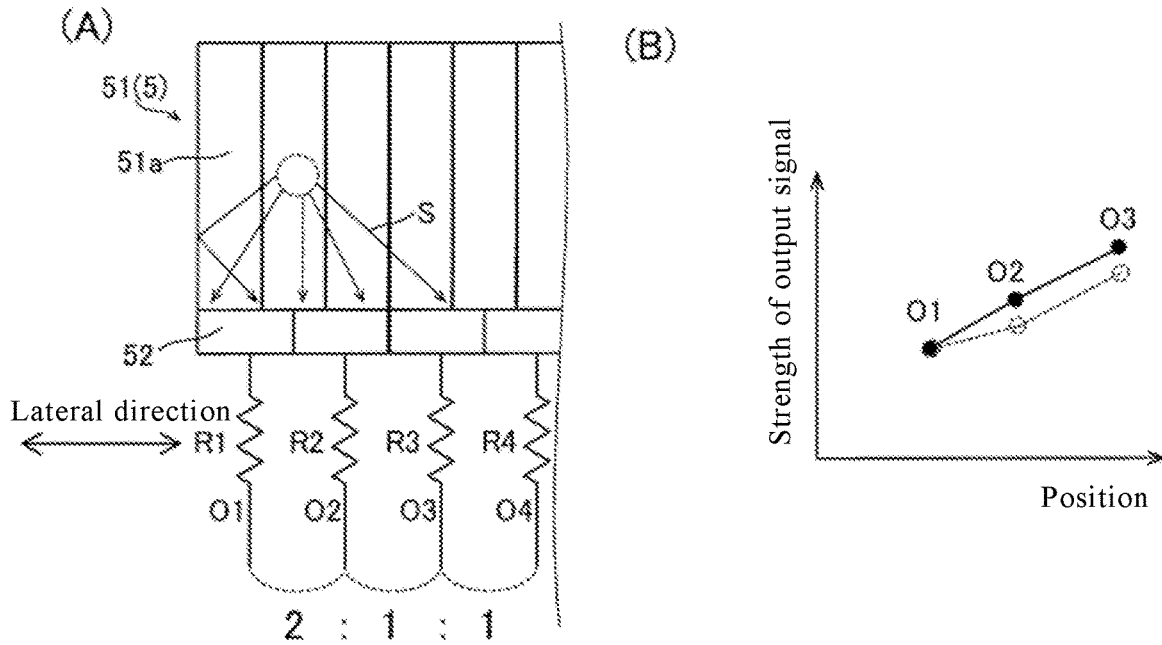 (A)
51(5)
51a
S
52
Lateral direction
R1 R2 R3 R4
O1 O2 O3 O4
2 : 1 : 1
(B)
Strength of output signal
O1
O2
O3
Position